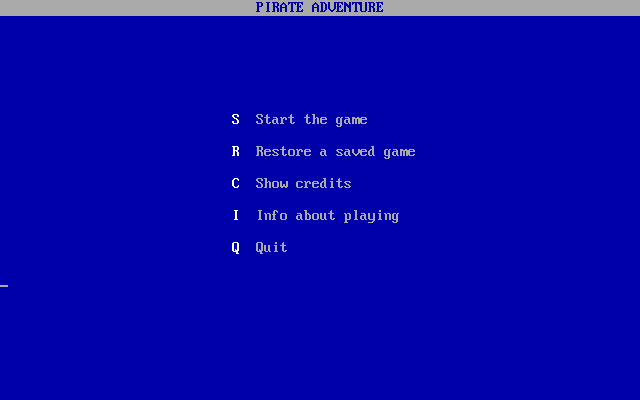 PIRATE ADVENTURE
S Start the game
R Restore a saved game
C Show credits
I Info about playing
Q Quit